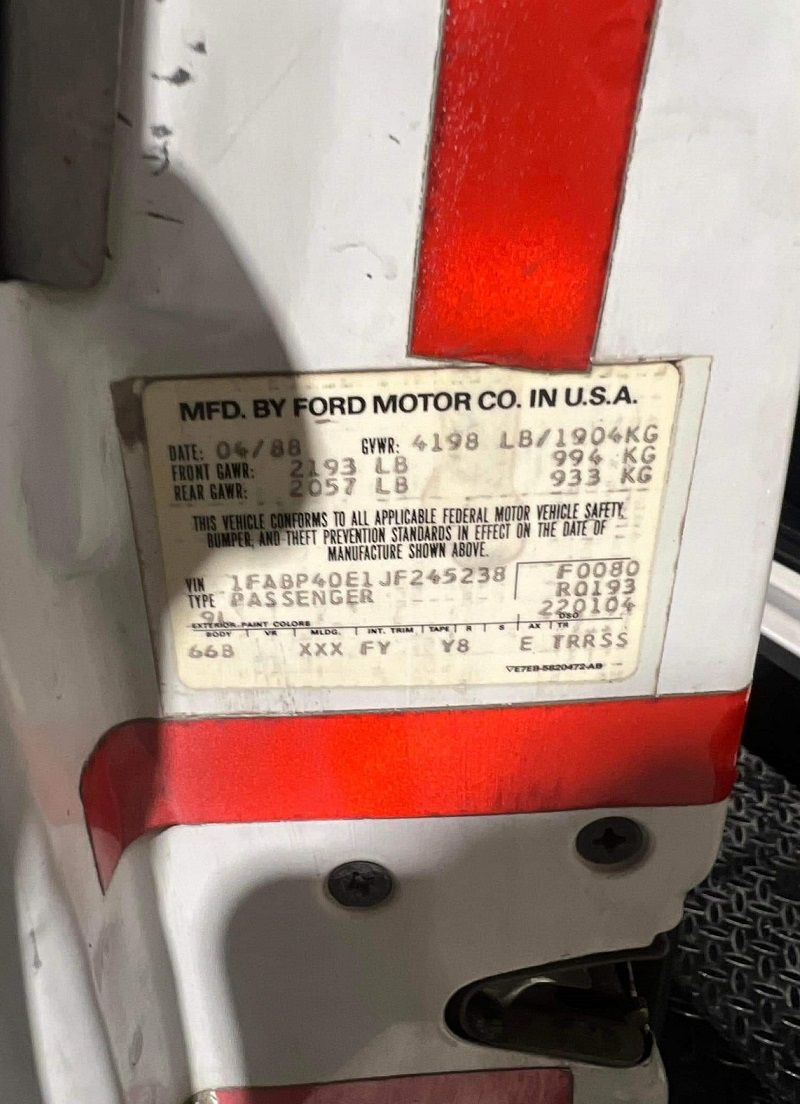 MFD. BY FORD MOTOR CO. IN U.S.A.
DATE: 04/88 GVWR: 4198 LB/1904KG
FRONT GAWR: 2193 LB 994 KG
REAR GAWR: 2057 LB 933 KG
THIS VEHICLE CONFORMS TO ALL APPLICABLE FEDERAL MOTOR VEHICLE SAFETY,
BUMPER, AND THEFT PREVENTION STANDARDS IN EFFECT ON THE DATE OF
MANUFACTURE SHOWN ABOVE.
VIN 1FABP40E1JF245238 F0080
TYPE PASSENGER R0193
9L 220104
EXTERIOR PAINT COLORS DSO
BODY VR MLDG. INT. TRIM TAPE R S AX TR
66B XXX FY Y8 E TRRSS
VE7EB-5820472-AB